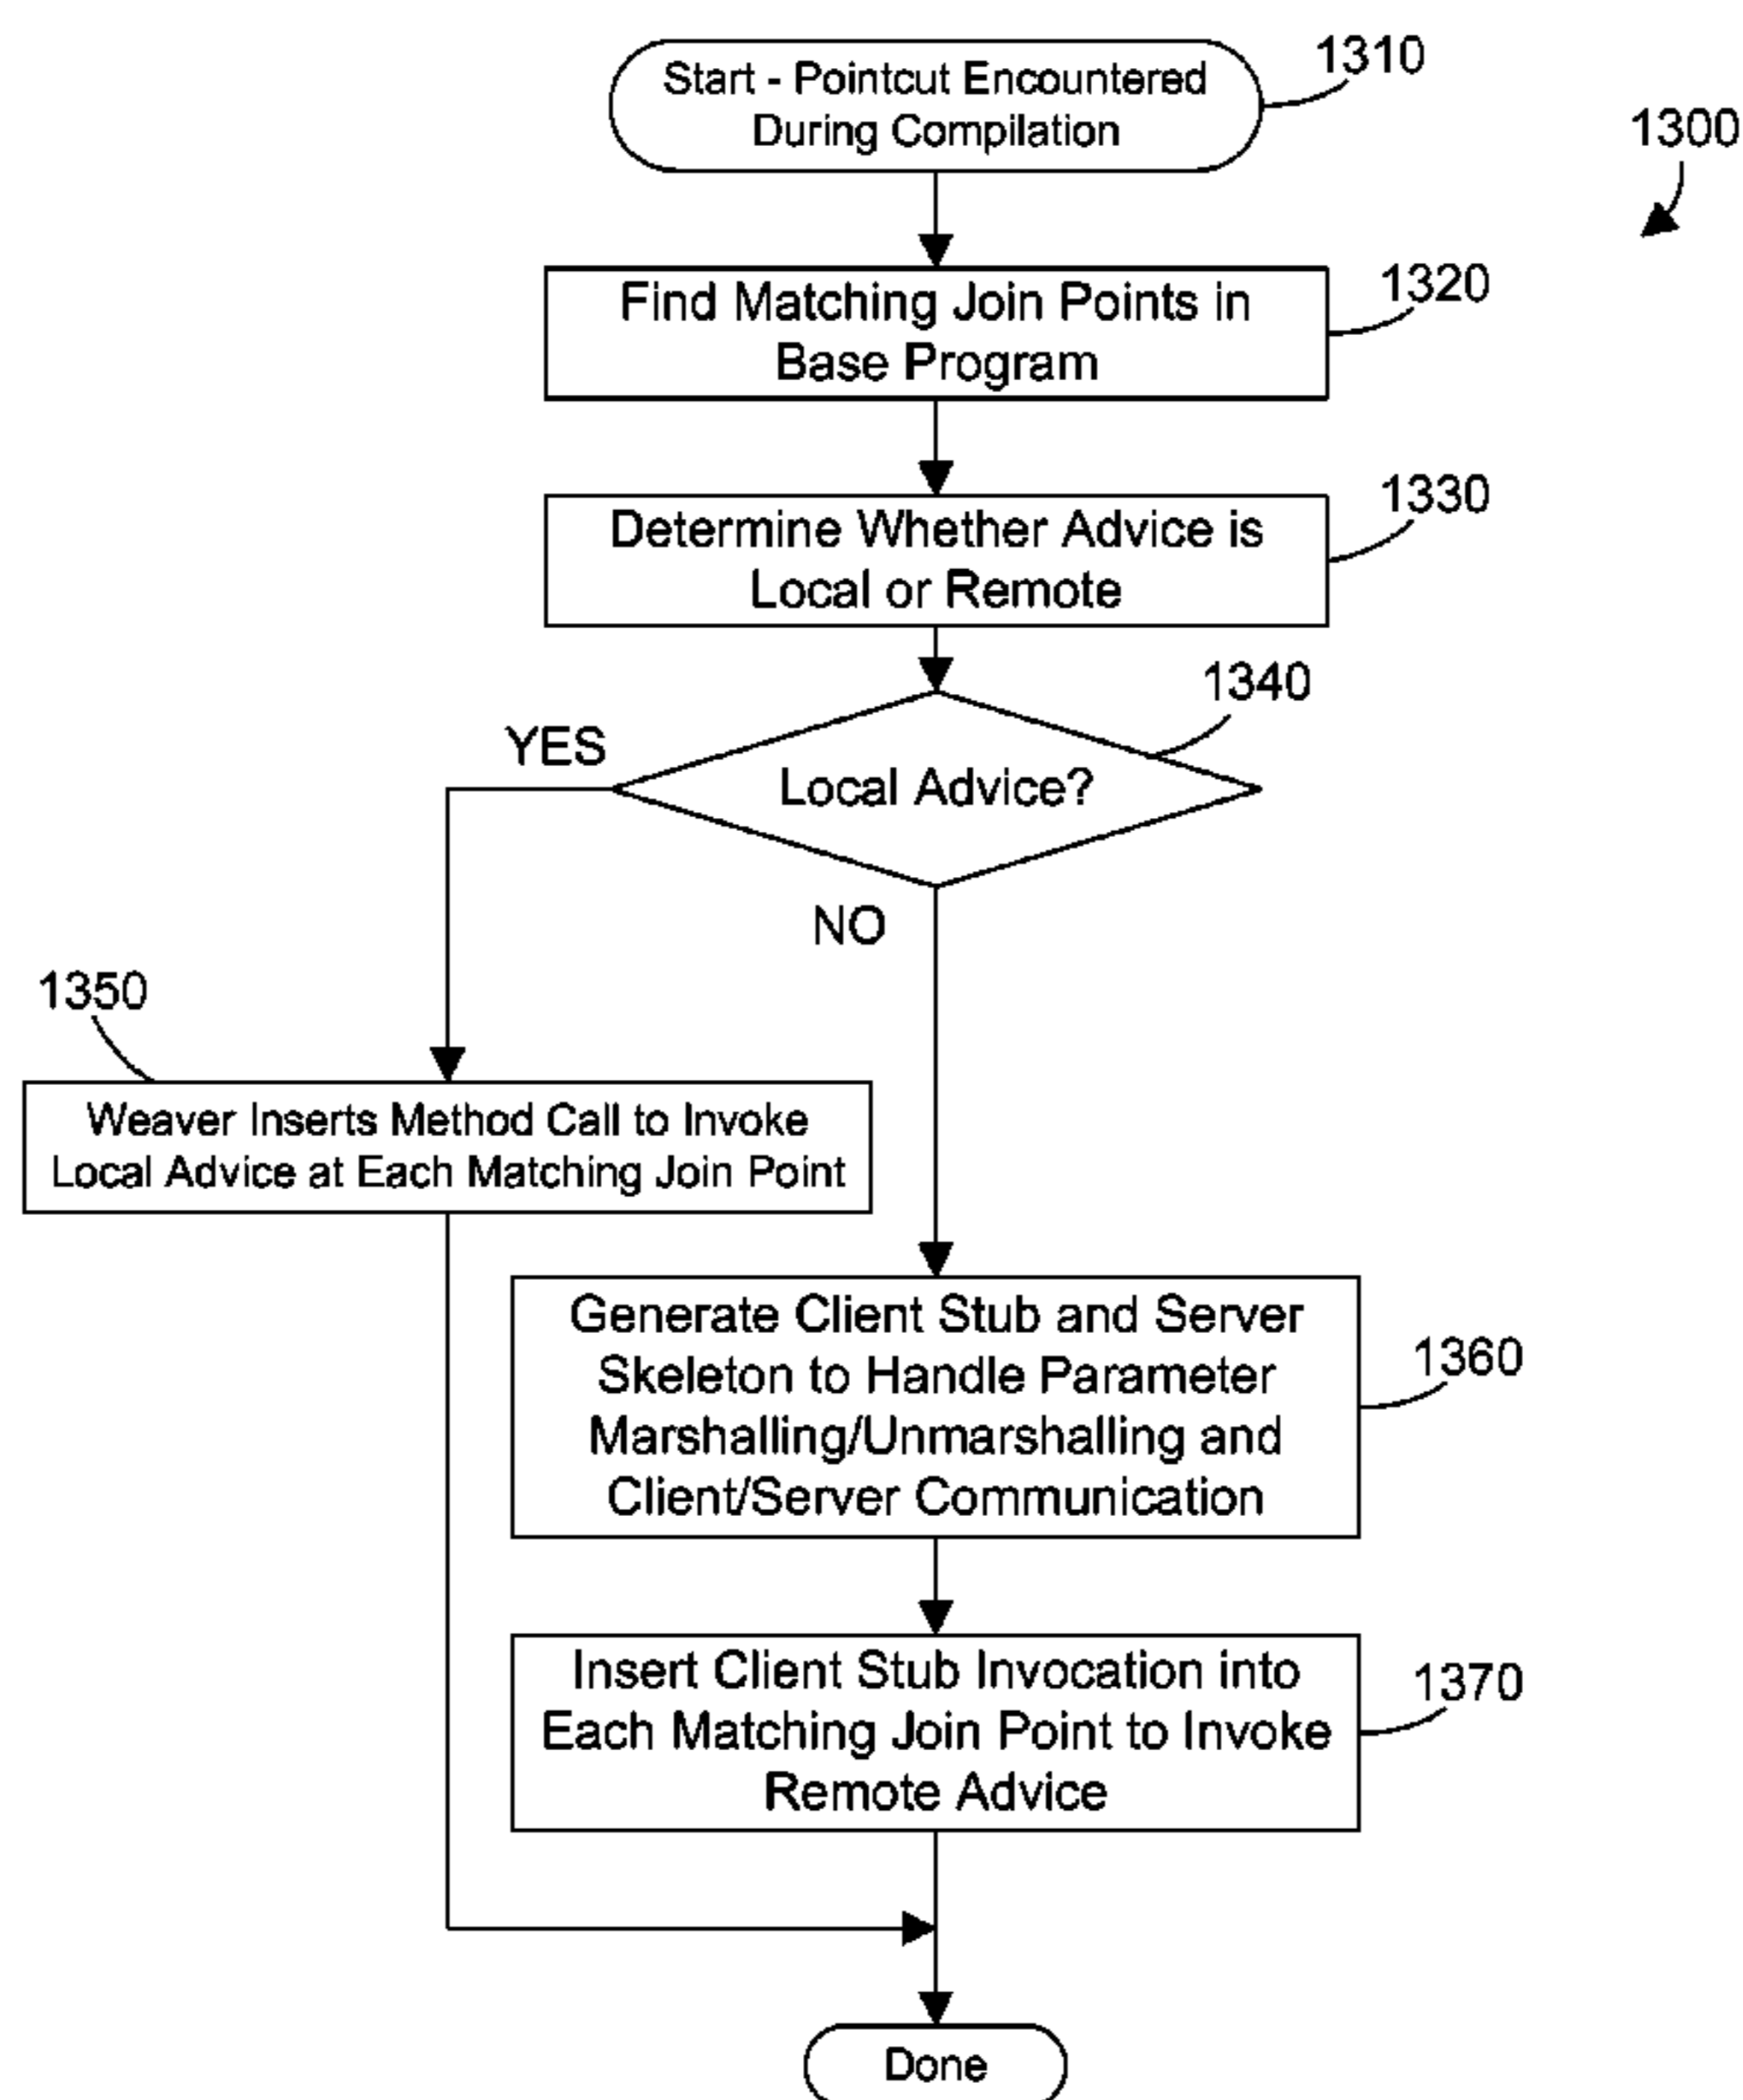 1310
Start - Pointcut Encountered
During Compilation
1300
1320
Find Matching Join Points in
Base Program
1330
Determine Whether Advice is
Local or Remote
1340
YES
Local Advice?
NO
1350
Weaver Inserts Method Call to Invoke
Local Advice at Each Matching Join Point
Generate Client Stub and Server
Skeleton to Handle Parameter
Marshalling/Unmarshalling and
Client/Server Communication
1360
Insert Client Stub Invocation into
Each Matching Join Point to Invoke
Remote Advice
1370
Done